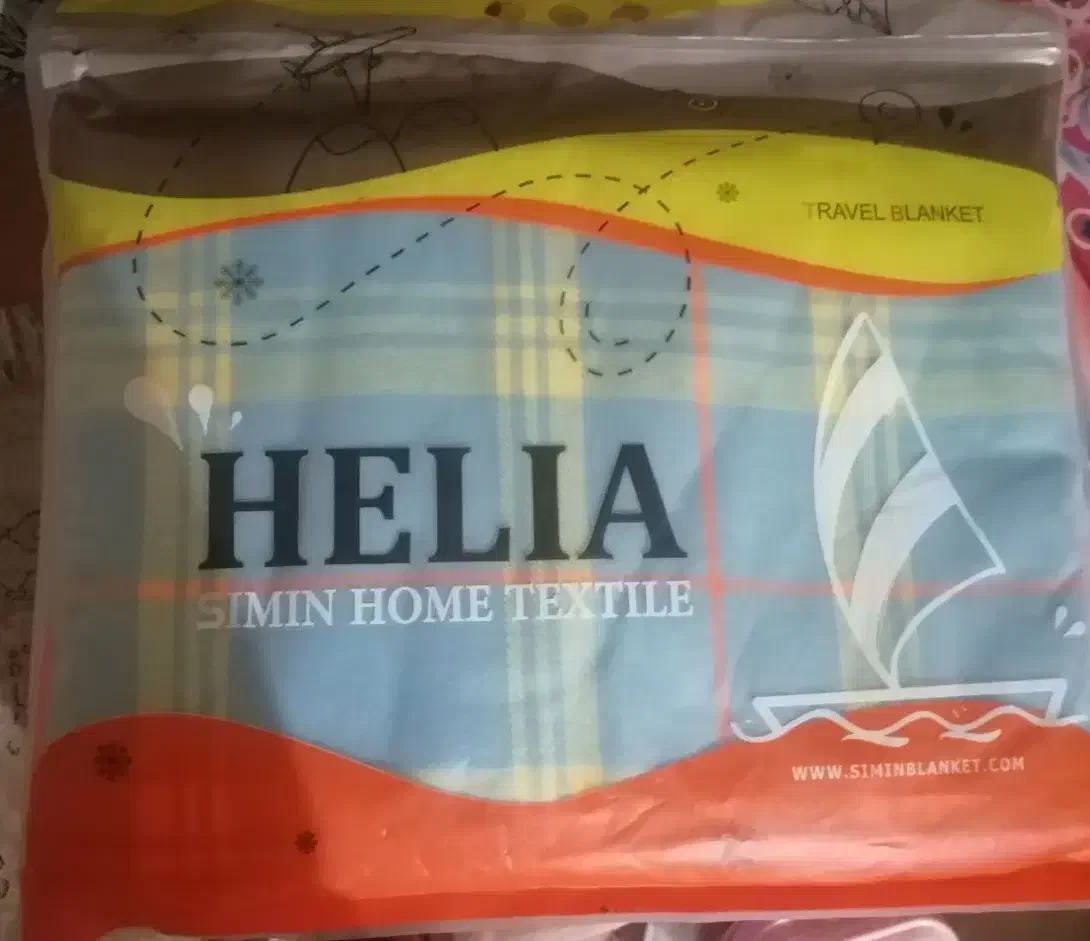 TRAVEL BLANKET
HELIA
SIMIN HOME TEXTILE
WWW.SIMINBLANKET.COM